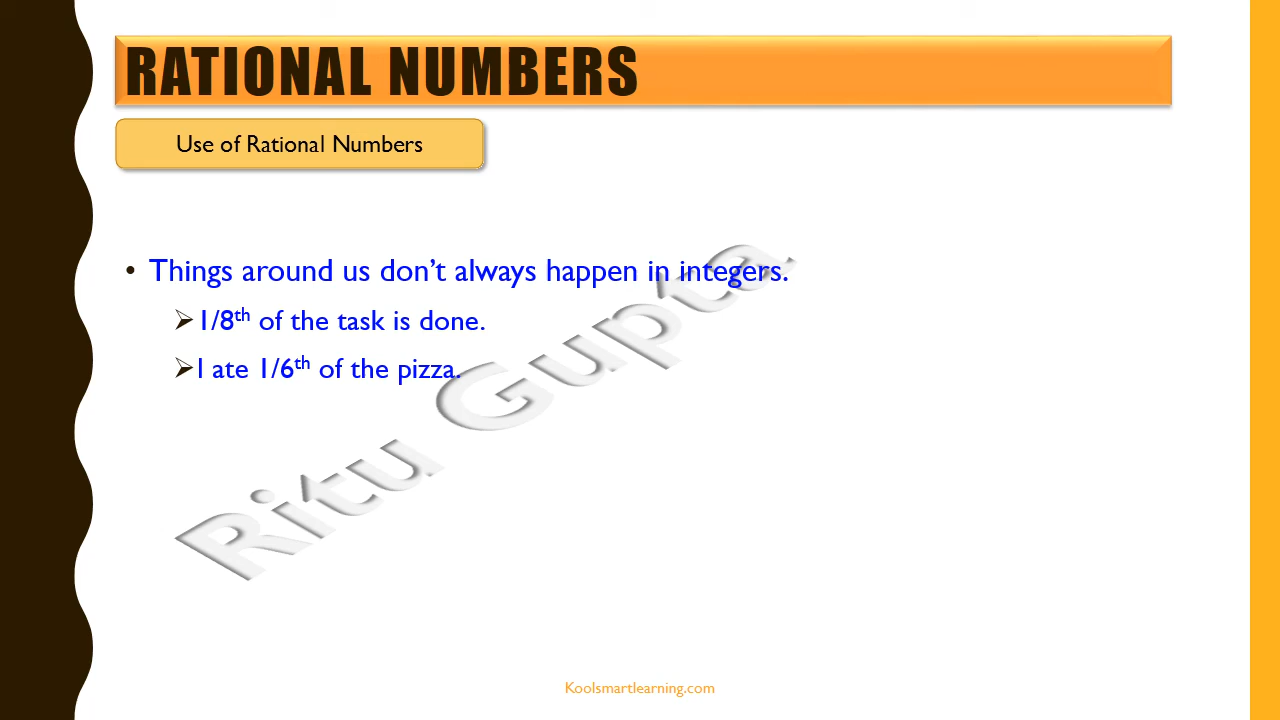 RATIONAL NUMBERS
Use of Rational Numbers
• Things around us don’t always happen in integers.
➢1/8th of the task is done.
➢I ate 1/6th of the pizza.
Ritu Gupta
Koolsmartlearning.com